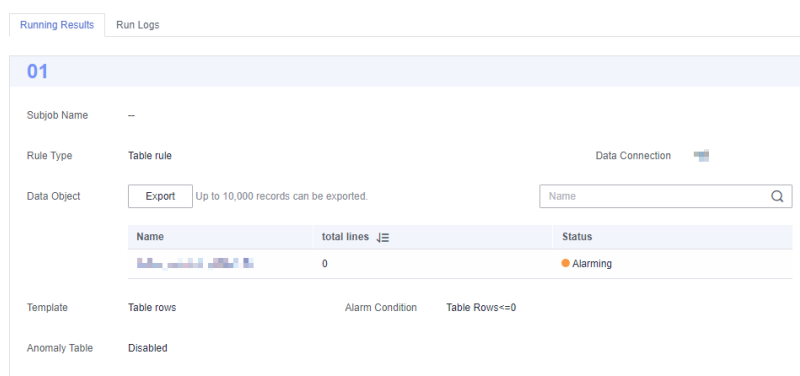 Running Results Run Logs
01
Subjob Name --
Rule Type Table rule Data Connection
Data Object Export Up to 10,000 records can be exported. Name
Name total lines Status
0 Alarming
Template Table rows Alarm Condition Table Rows<=0
Anomaly Table Disabled